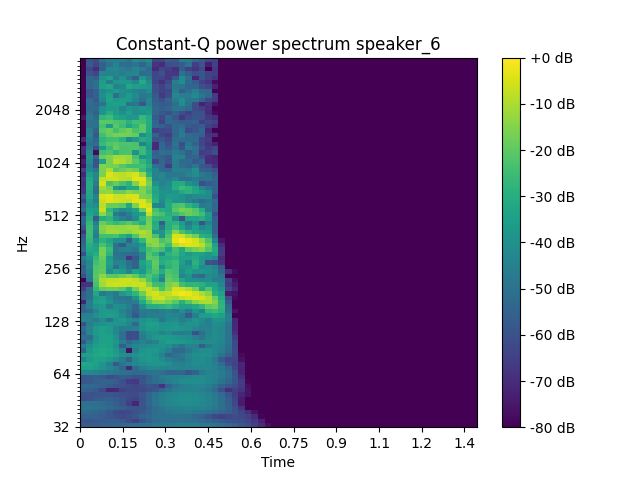 Constant-Q power spectrum speaker_6
Hz
2048
1024
512
256
128
64
32
0 0.15 0.3 0.45 0.6 0.75 0.9 1.1 1.2 1.4
Time
+0 dB
-10 dB
-20 dB
-30 dB
-40 dB
-50 dB
-60 dB
-70 dB
-80 dB